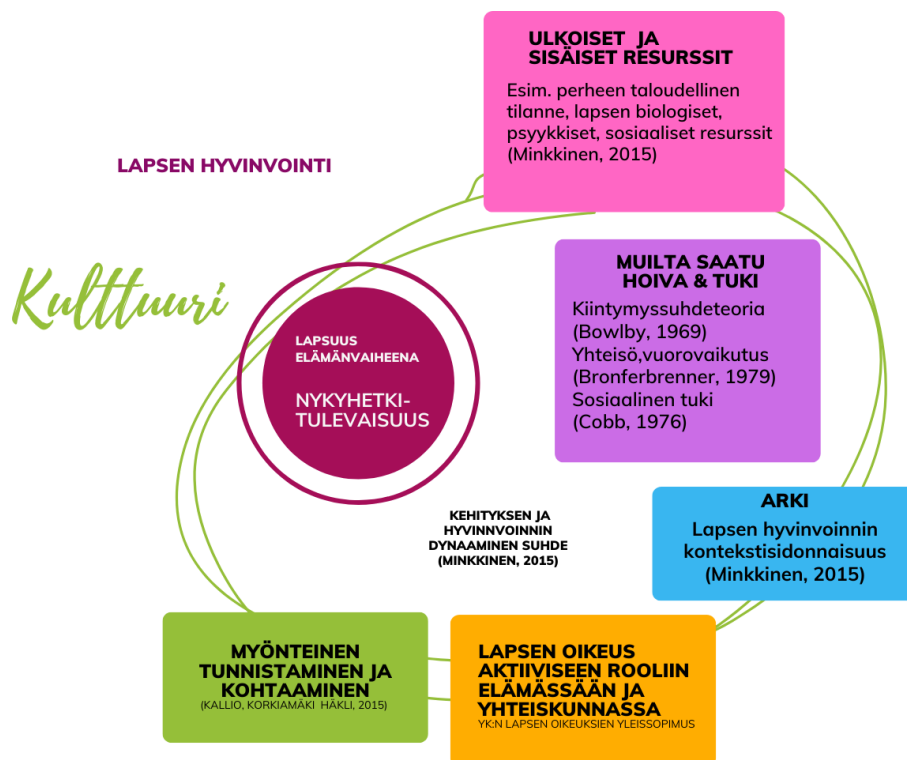 ULKOISET JA
SISÄISET RESURSSIT
Esim. perheen taloudellinen
tilanne, lapsen biologiset,
psyykkiset, sosiaaliset resurssit
(Minkkinen, 2015)
LAPSEN HYVINVOINTI
Kulttuuri
MUILTA SAATU
HOIVA & TUKI
Kiintymyssuhdeteoria
(Bowlby, 1969)
Yhteisö,vuorovaikutus
(Bronferbrenner, 1979)
Sosiaalinen tuki
(Cobb, 1976)
LAPSUUS
ELÄMÄNVAIHEENA
NYKYHETKI-
TULEVAISUUS
KEHITYKSEN JA
HYVINNVOINNIN
DYNAAMINEN SUHDE
(MINKKINEN, 2015)
ARKI
Lapsen hyvinvoinnin
kontekstisidonnaisuus
(Minkkinen, 2015)
MYÖNTEINEN
TUNNISTAMINEN JA
KOHTAAMINEN
(KALLIO, KORKIAMÄKI HÄKLI, 2015)
LAPSEN OIKEUS
AKTIIVISEEN ROOLIIN
ELÄMÄSSÄÄN JA
YHTEISKUNNASSA
YK:N LAPSEN OIKEUKSIEN YLEISSOPIMUS